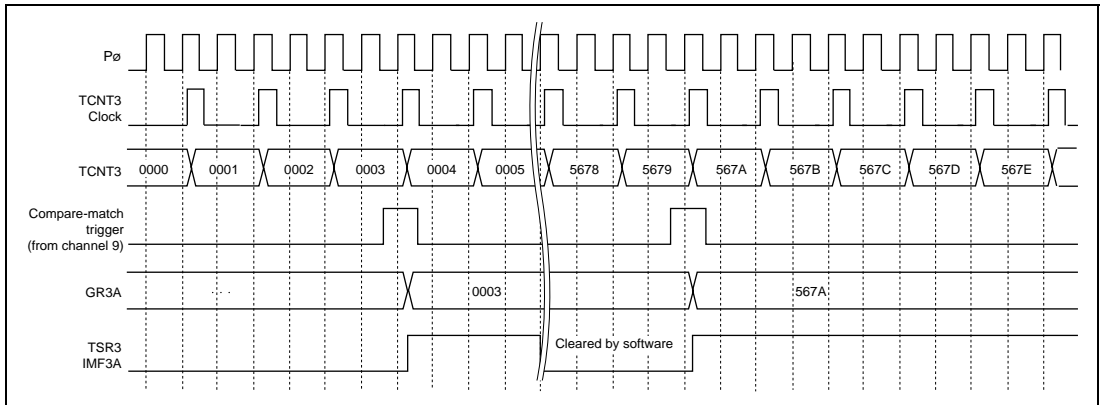 Pø
TCNT3
Clock
TCNT3 0000 0001 0002 0003 0004 0005 5678 5679 567A 567B 567C 567D 567E
Compare-match
trigger
(from channel 9)
GR3A .... 0003 567A
TSR3
IMF3A
Cleared by software